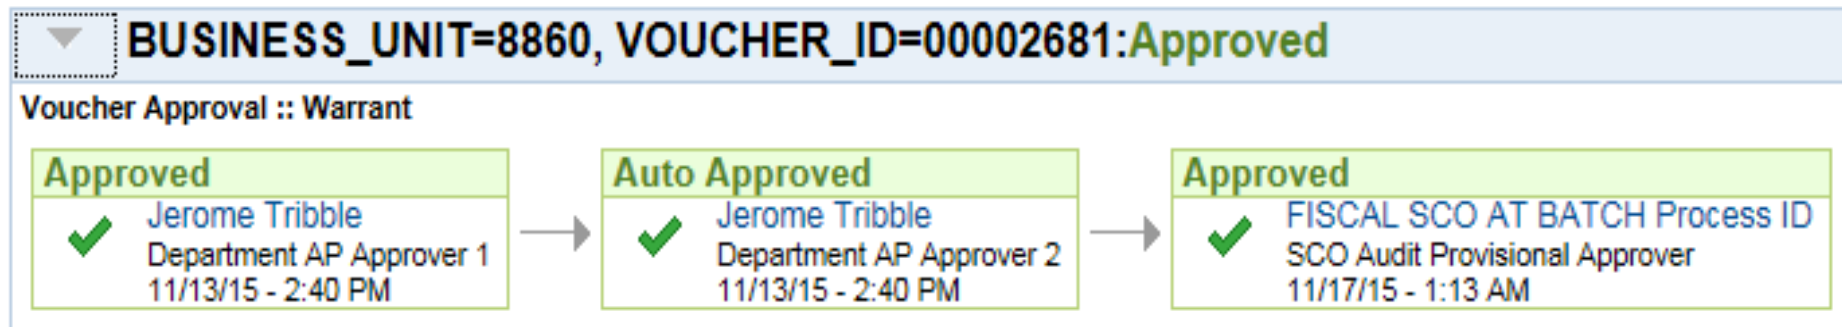 BUSINESS_UNIT=8860, VOUCHER_ID=00002681:Approved
Voucher Approval :: Warrant
Approved
Jerome Tribble
Department AP Approver 1
11/13/15 - 2:40 PM
Auto Approved
Jerome Tribble
Department AP Approver 2
11/13/15 - 2:40 PM
Approved
FISCAL SCO AT BATCH Process ID
SCO Audit Provisional Approver
11/17/15 - 1:13 AM